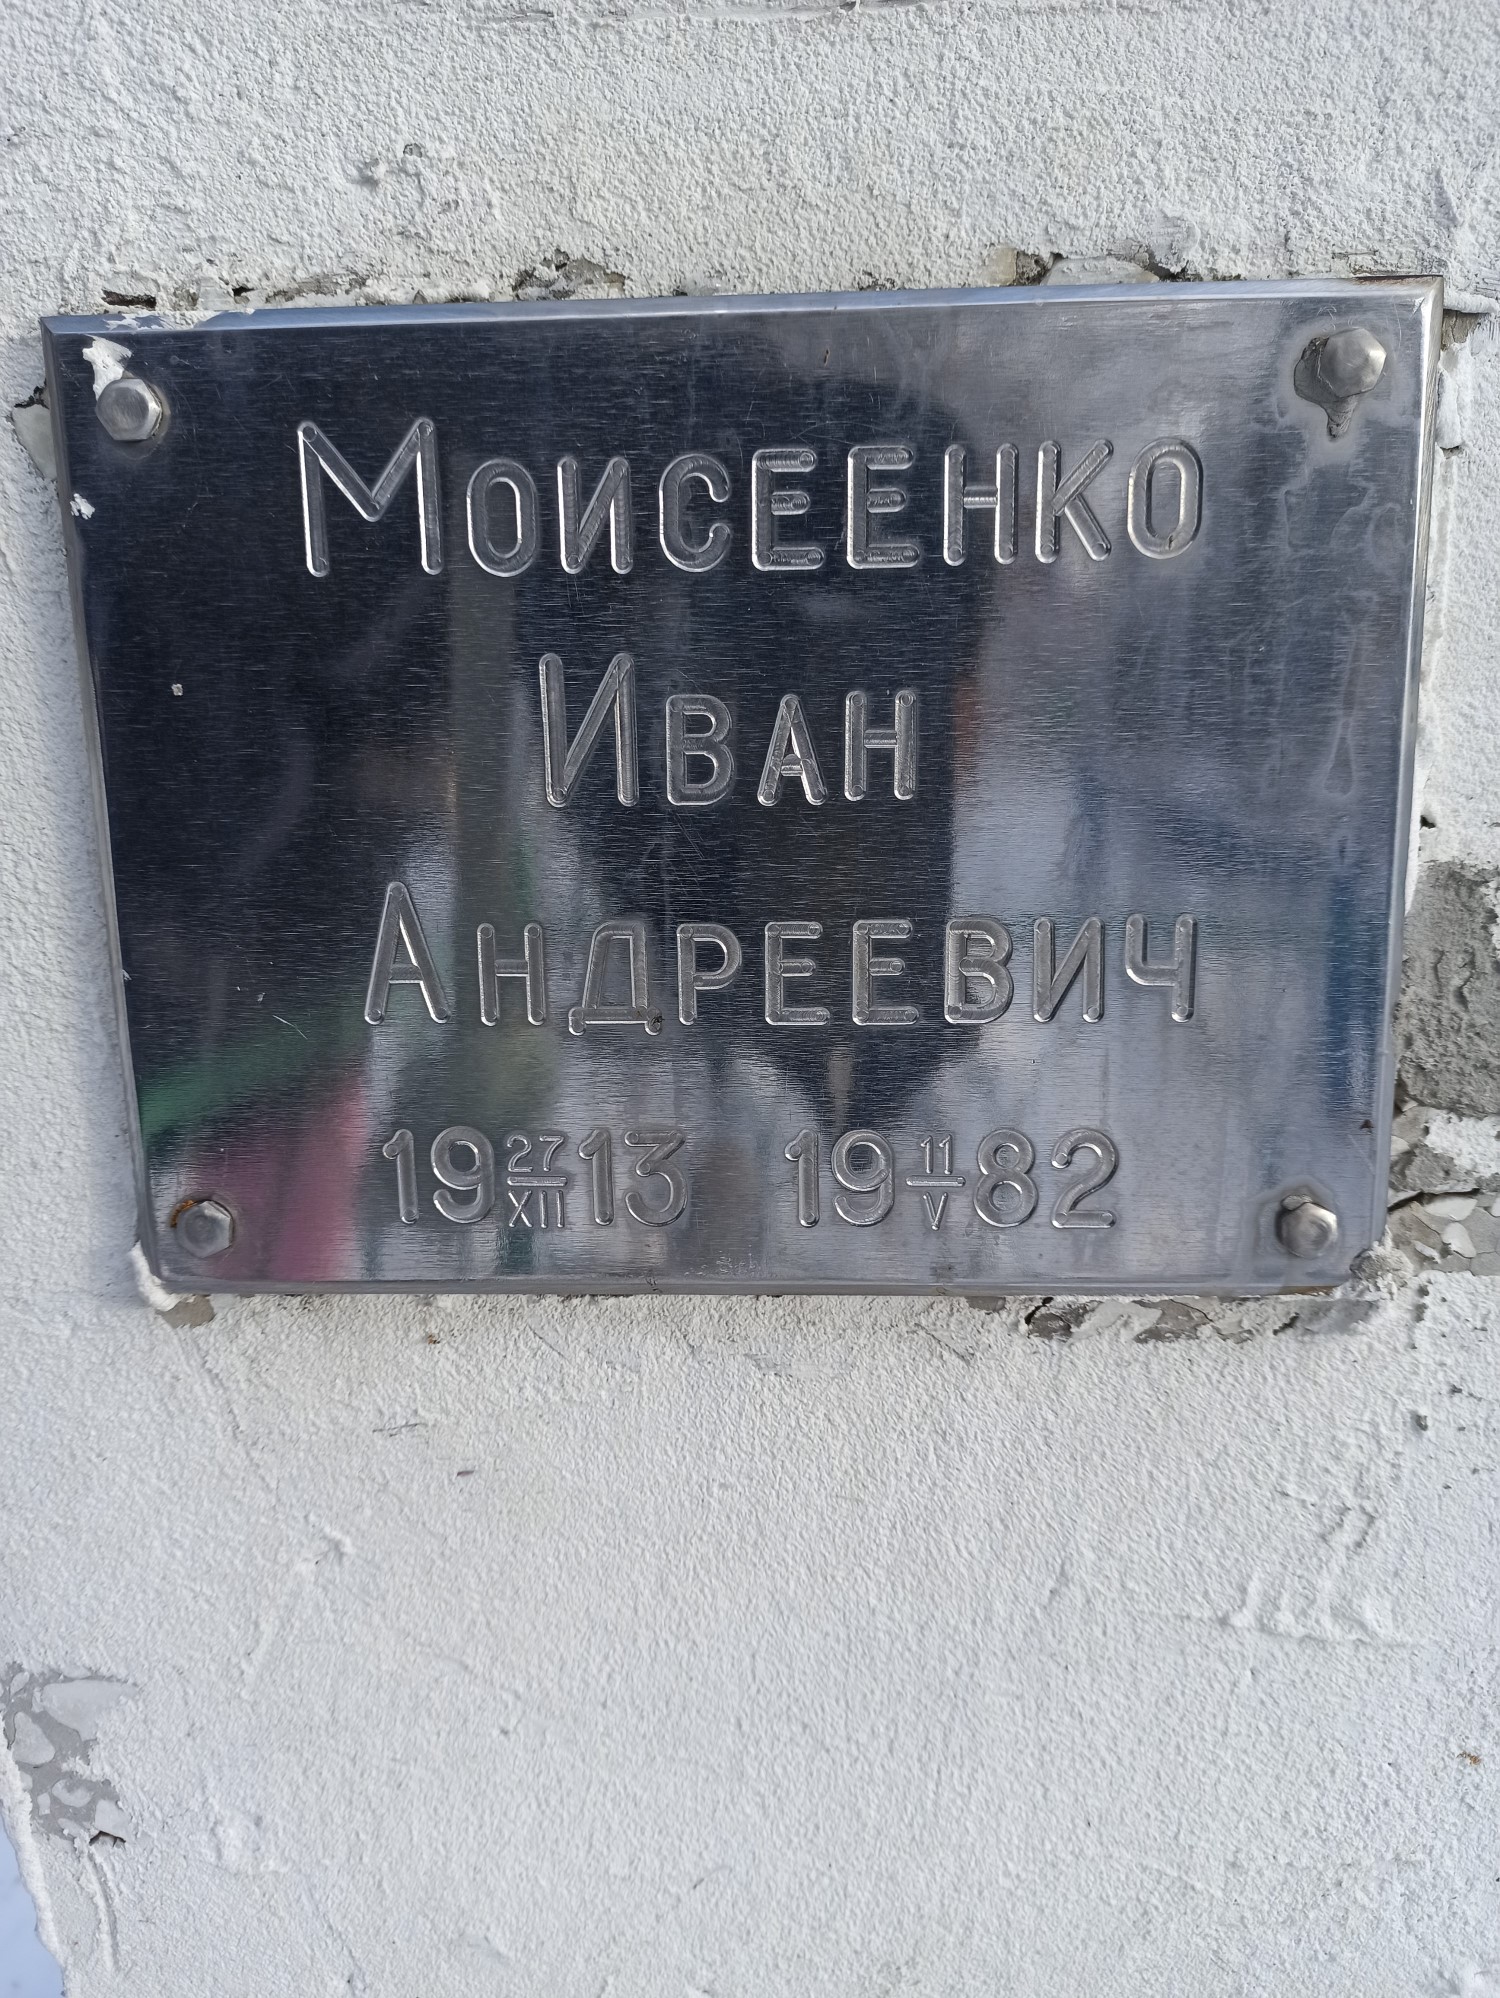 Моисеенко
Иван
Андреевич
19 27/XII 13 19 11/V 82